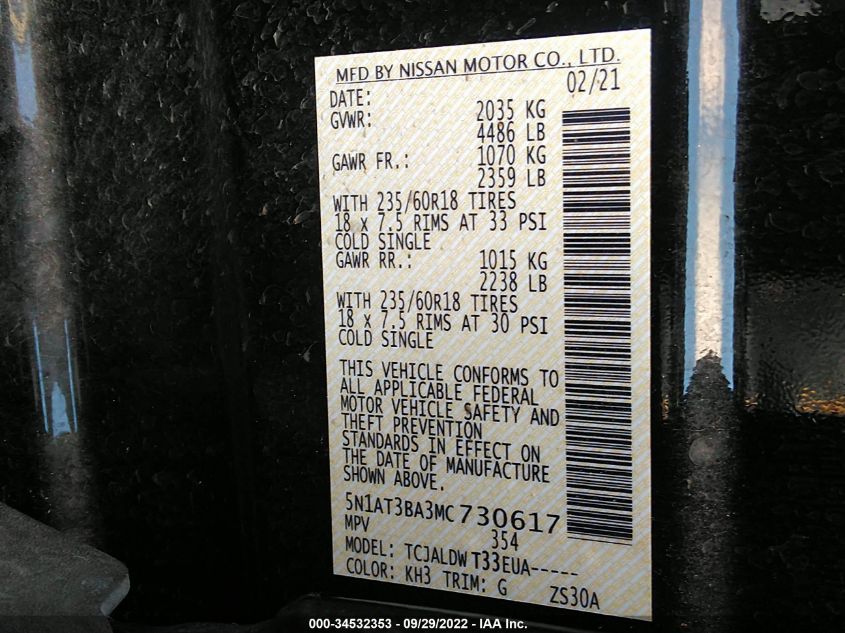 MFD BY NISSAN MOTOR CO., LTD.
DATE: 02/21
GVWR: 2035 KG
4486 LB
GAWR FR.: 1070 KG
2359 LB
WITH 235/60R18 TIRES
18 x 7.5 RIMS AT 33 PSI
COLD SINGLE
GAWR RR.: 1015 KG
2238 LB
WITH 235/60R18 TIRES
18 x 7.5 RIMS AT 30 PSI
COLD SINGLE
THIS VEHICLE CONFORMS TO
ALL APPLICABLE FEDERAL
MOTOR VEHICLE SAFETY AND
THEFT PREVENTION
STANDARDS IN EFFECT ON
THE DATE OF MANUFACTURE
SHOWN ABOVE.
5N1AT3BA3MC730617
MPV 354
MODEL: TCJALDW T33EUA-----
COLOR: KH3 TRIM: G ZS30A
000-34532353 - 09/29/2022 - IAA Inc.